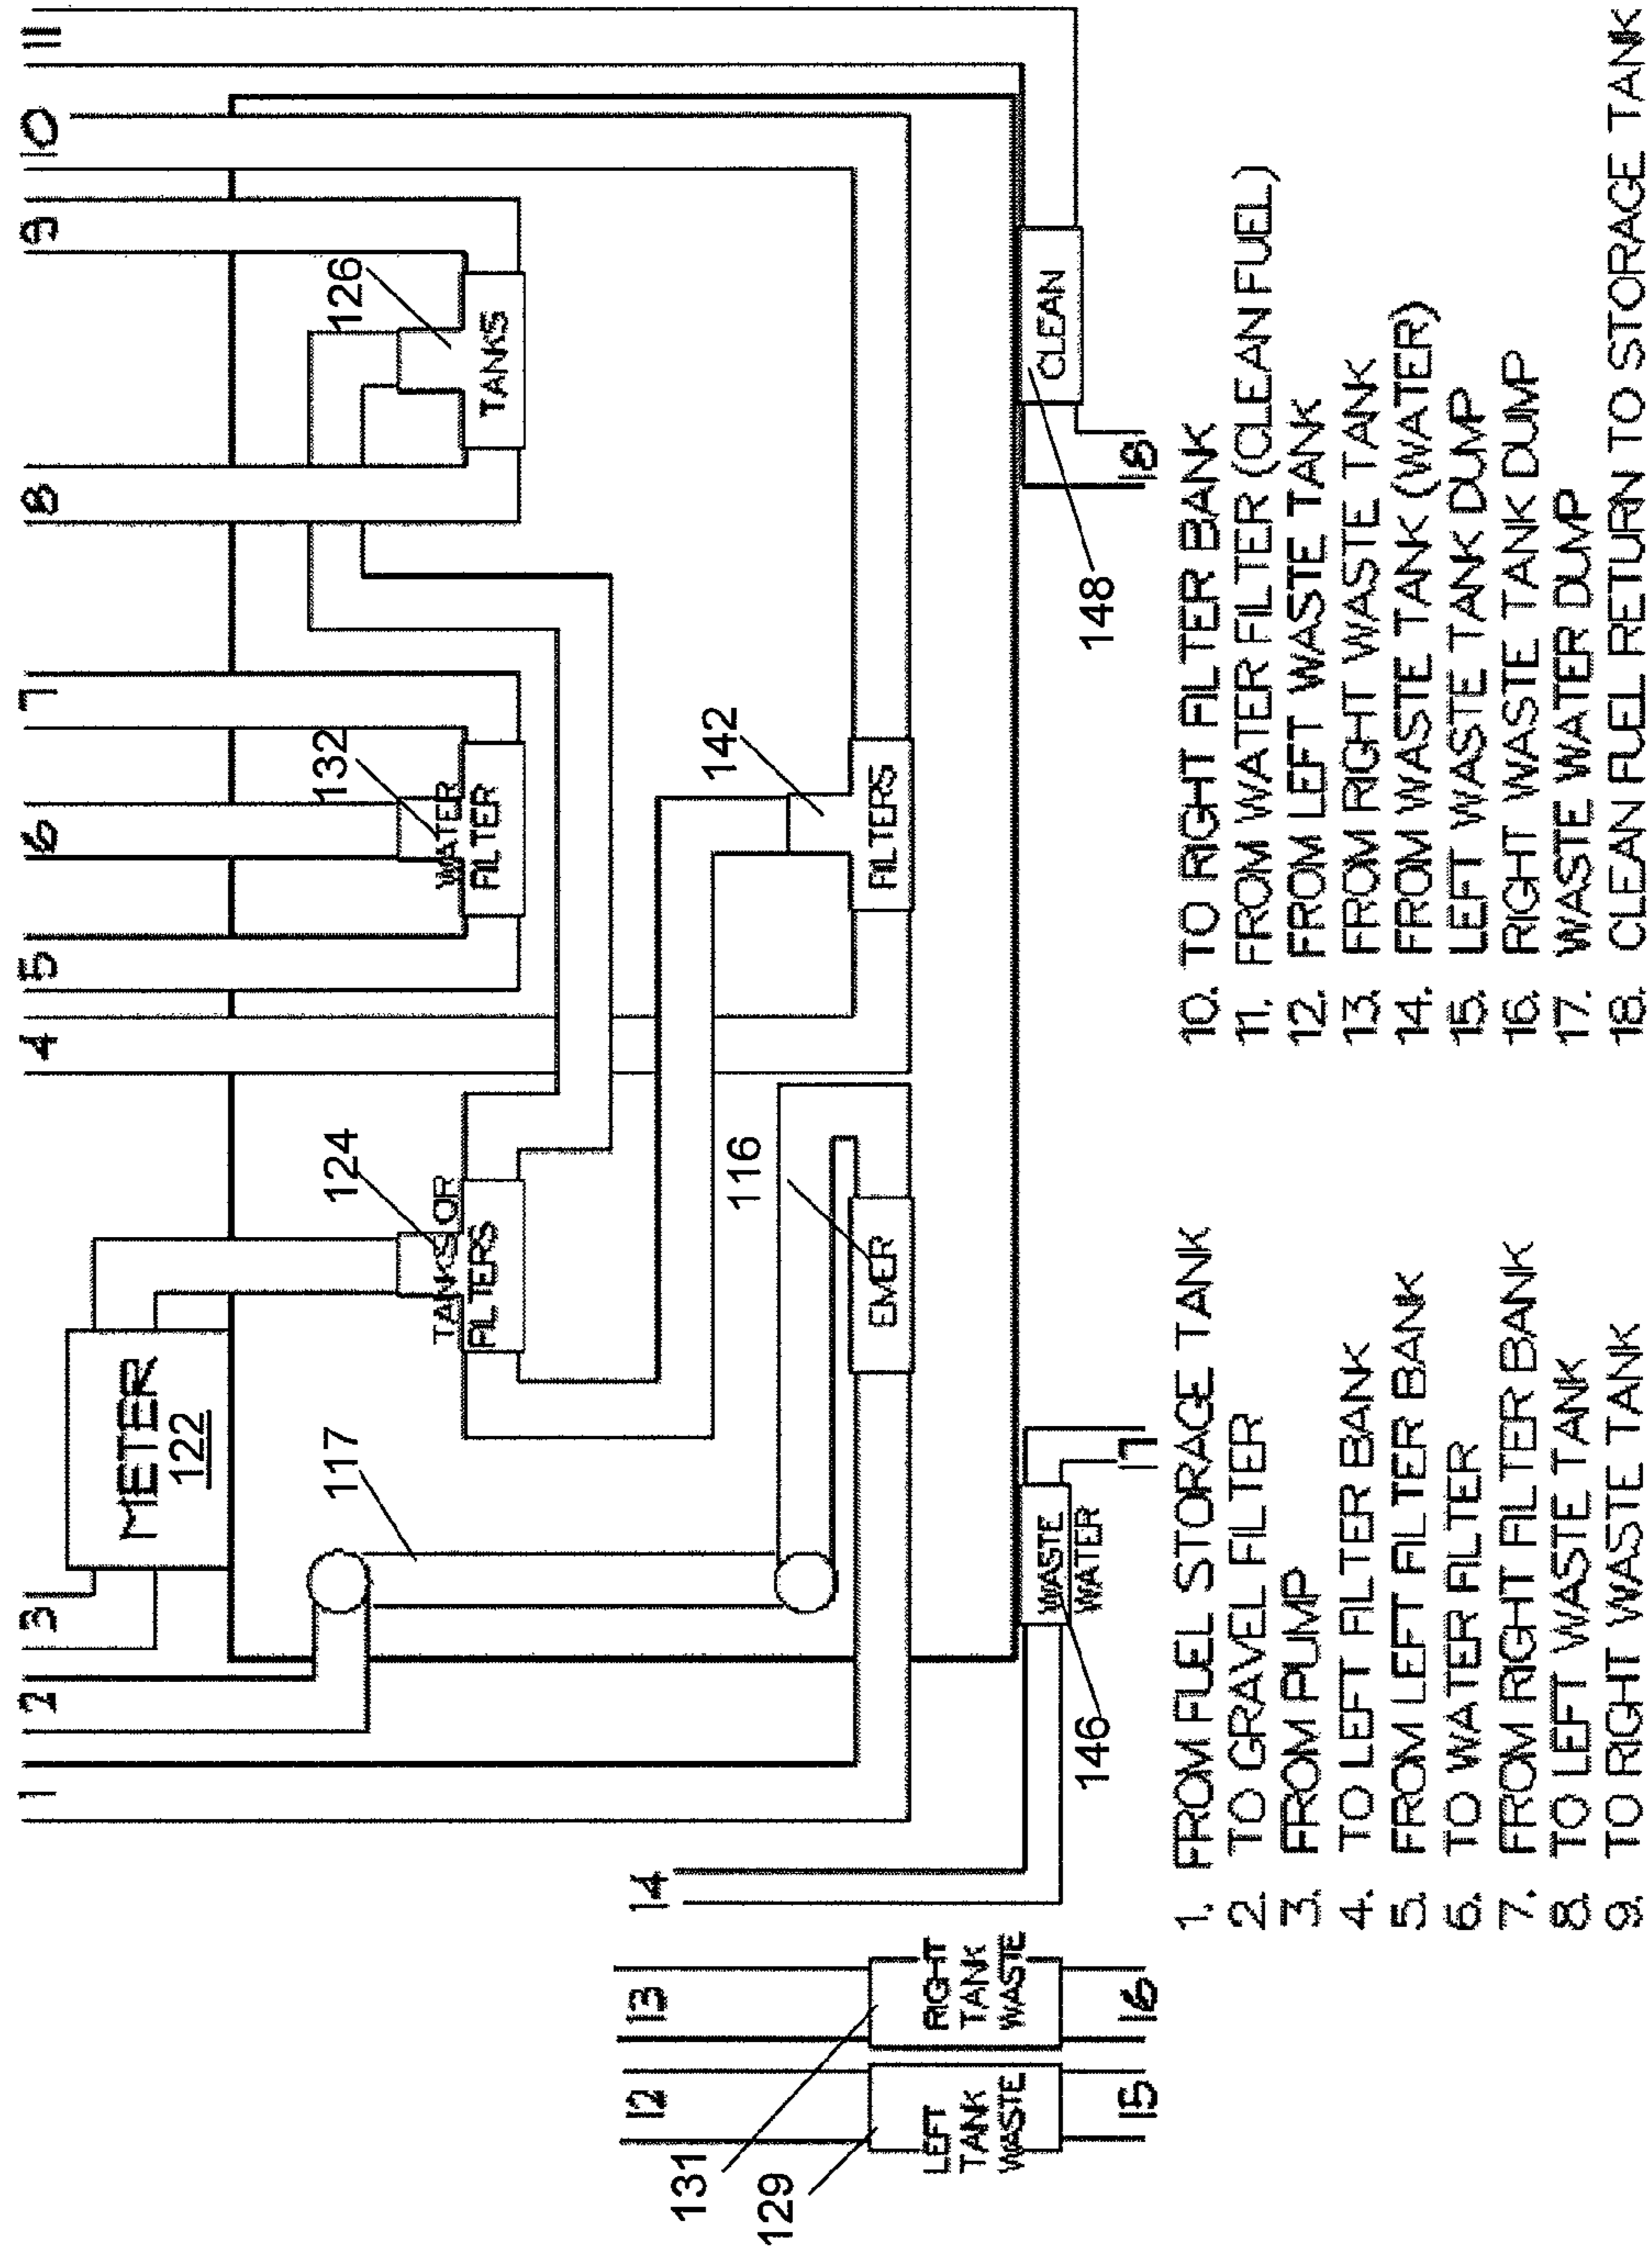 1
2
3
4
5
6
7
8
9
10
11
METER
122
117
124
TANKS OR
FILTERS
132
WATER
FILTER
126
TANKS
116
EMER
142
FILTERS
12
13
14
131
129
LEFT
TANK
WASTE
RIGHT
TANK
WASTE
15
16
146
WASTE
WATER
17
148
CLEAN
18
1. FROM FUEL STORAGE TANK
2. TO GRAVEL FILTER
3. FROM PUMP
4. TO LEFT FILTER BANK
5. FROM LEFT FILTER BANK
6. TO WATER FILTER
7. FROM RIGHT FILTER BANK
8. TO LEFT WASTE TANK
9. TO RIGHT WASTE TANK
10. TO RIGHT FILTER BANK
11. FROM WATER FILTER (CLEAN FUEL)
12. FROM LEFT WASTE TANK
13. FROM RIGHT WASTE TANK
14. FROM WASTE TANK (WATER)
15. LEFT WASTE TANK DUMP
16. RIGHT WASTE TANK DUMP
17. WASTE WATER DUMP
18. CLEAN FUEL RETURN TO STORAGE TANK